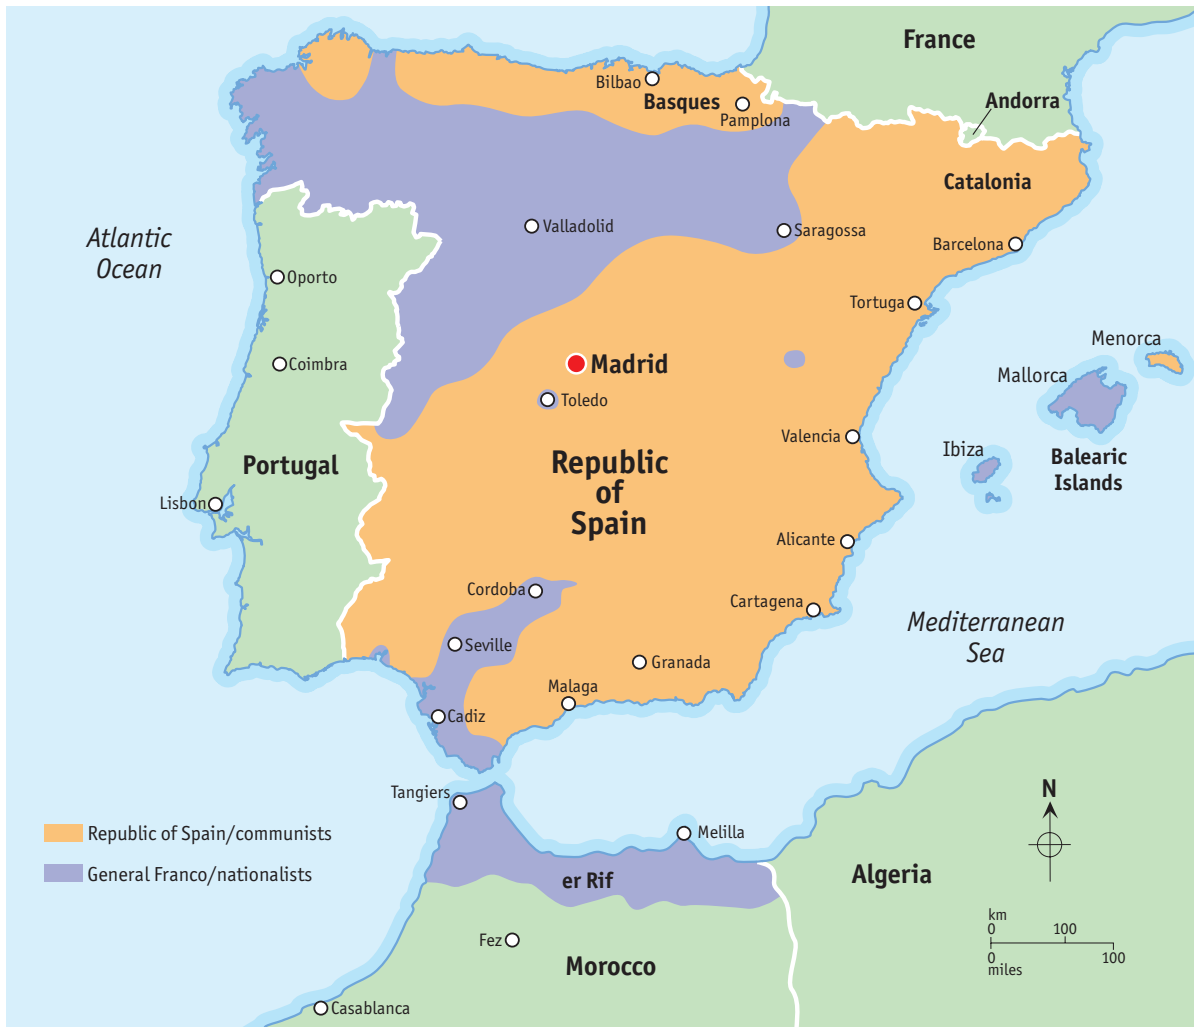 France
Andorra
Bilbao
Basques
Pamplona
Catalonia
Atlantic
Ocean
Valladolid
Saragossa
Barcelona
Oporto
Tortuga
Menorca
Coimbra
Madrid
Mallorca
Toledo
Valencia
Ibiza
Balearic
Islands
Portugal
Republic
of
Spain
Lisbon
Alicante
Cordoba
Cartagena
Mediterranean
Sea
Seville
Granada
Malaga
Cadiz
Tangiers
N
Republic of Spain/communists
Melilla
General Franco/nationalists
er Rif
Algeria
km
0 100
0 100
miles
Fez
Morocco
Casablanca